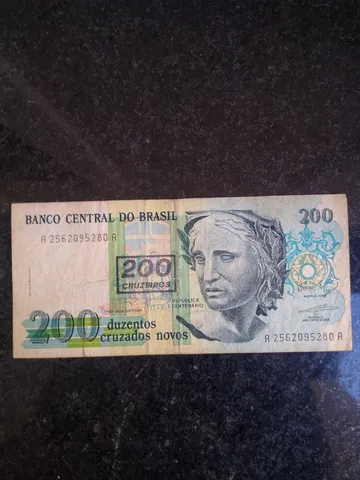 BANCO CENTRAL DO BRASIL
200
A 2562095280 A
200
CRUZEIROS
REPÚBLICA
CENTENÁRIO
200 duzentos
cruzados novos
A 2562095280 A